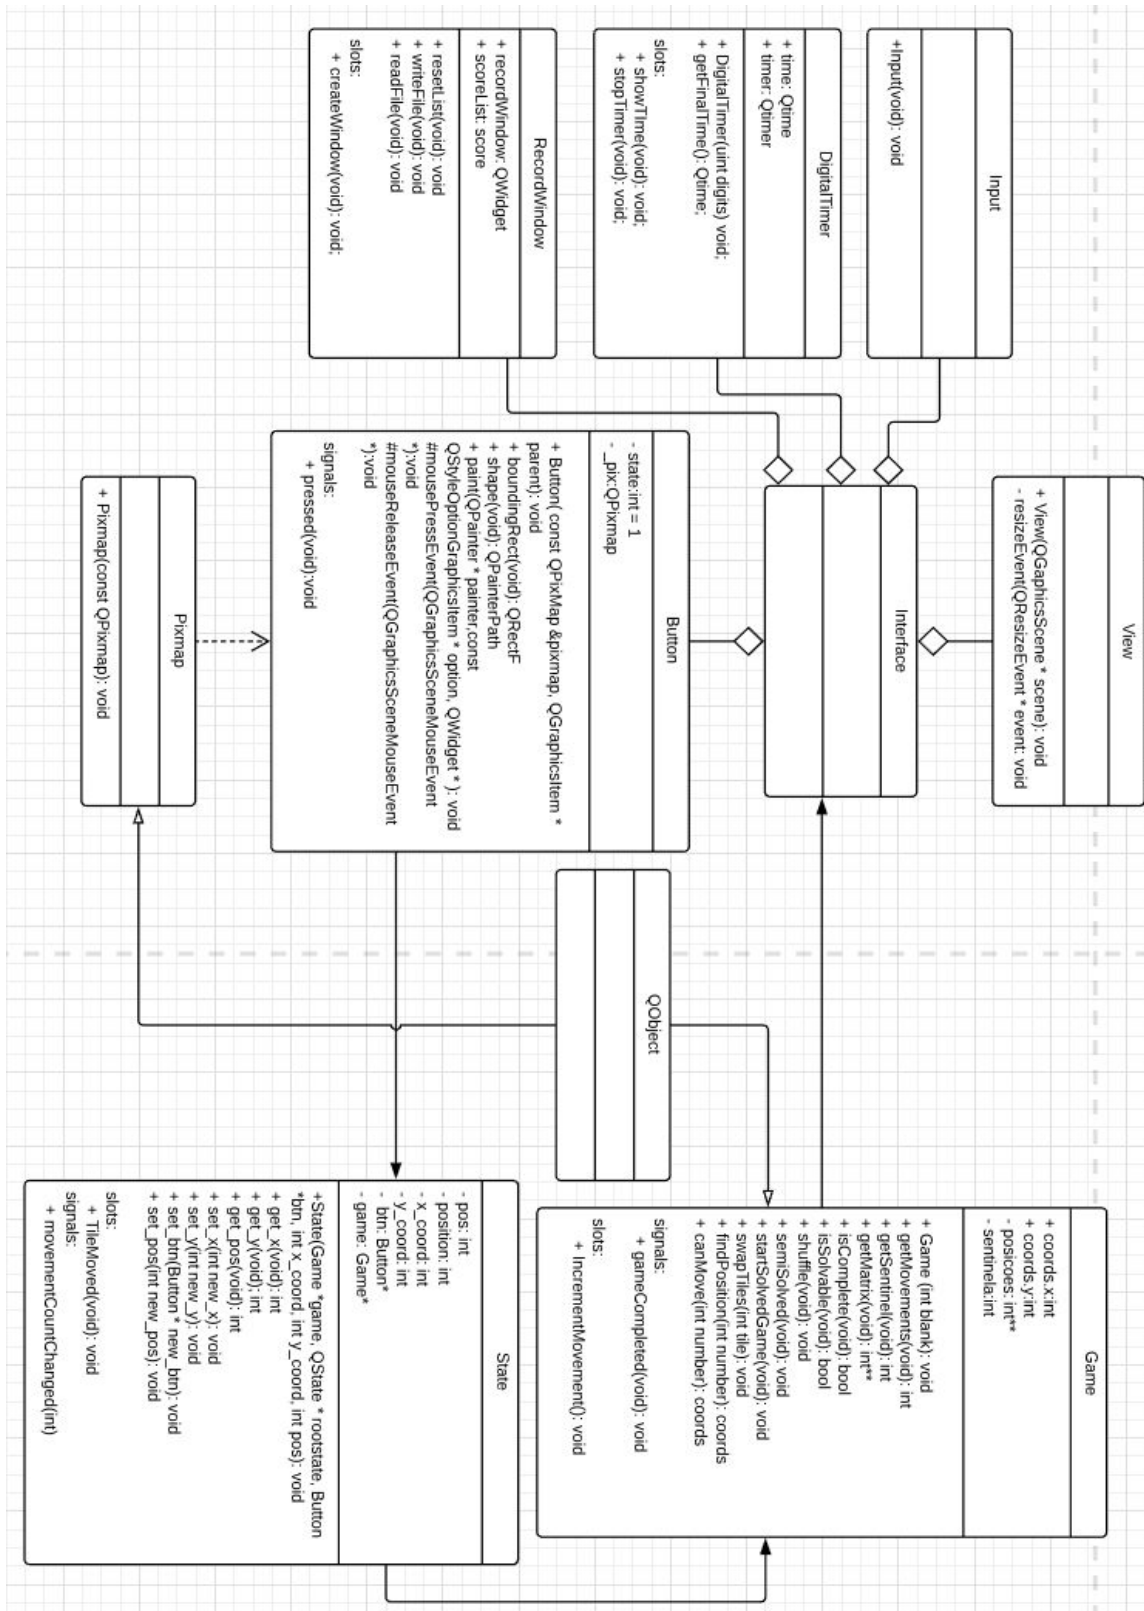 View
+ View(QGaphicsScene * scene): void
- resizeEvent(QResizeEvent * event: void
Input
+Input(void): void
DigitalTimer
+ time: Qtime
+ timer: Qtimer
+ DigitalTimer(uint digits) void;
+ getFinalTime(): Qtime;
slots:
+ showTIme(void): void;
+ stopTimer(void): void;
RecordWindow
+ recordWindow: QWidget
+ scoreList: score
+ resetList(void): void
+ writeFile(void): void
+ readFile(void): void
slots:
+ createWindow(void): void;
Interface
Button
- state:int = 1
- _pix:QPixmap
+ Button( const QPixMap &pixmap, QGraphicsItem *
parent): void
+ boundingRect(void): QRectF
+ shape(void): QPainterPath
+ paint(QPainter * painter,const
QStyleOptionGraphicsItem * option, QWidget * ): void
#mousePressEvent(QGraphicsSceneMouseEvent
*):void
#mouseReleaseEvent(QGraphicsSceneMouseEvent
*):void
signals:
+ pressed(void):void
Pixmap
+ Pixmap(const QPixmap): void
QObject
Game
+ coords.x:int
+ coords.y:int
- posicoes: int**
- sentinela:int
+ Game (int blank): void
+ getMovements(void): int
+ getSentinel(void): int
+ getMatrix(void): int**
+ isComplete(void): bool
+ isSolvable(void): bool
+ shuffle(void): void
+ semiSolved(void): void
+ startSolvedGame(void): void
+ swapTiles(int tile): void
+ findPosition(int number): coords
+ canMove(int number): coords
signals:
+ gameCompleted(void): void
slots:
+ IncrementMovement(): void
State
- pos: int
- position: int
- x_coord: int
- y_coord: int
- btn: Button*
- game: Game*
+State(Game *game, QState * rootstate, Button
*btn, int x_coord, int y_coord, int pos): void
+ get_x(void): int
+ get_y(void); int
+ get_pos(void): int
+ set_x(int new_x): void
+ set_y(int new_y): void
+ set_btn(Button * new_btn): void
+ set_pos(int new_pos): void
slots:
+ TileMoved(void): void
signals:
+ movementCountChanged(int)